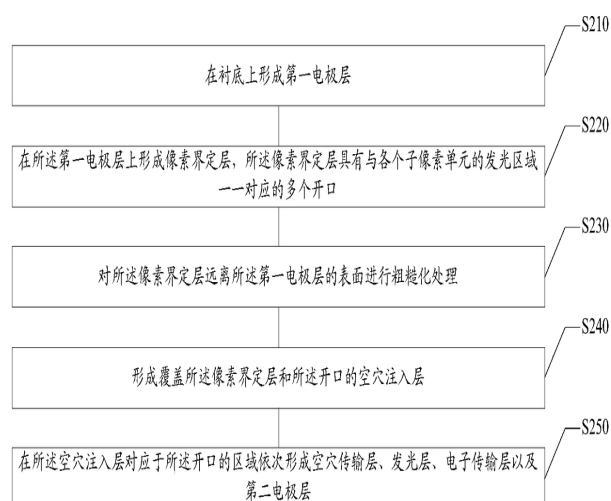 S210
在衬底上形成第一电极层
S220
在所述第一电极层上形成像素界定层，所述像素界定层具有与各个子像素单元的发光区域
一一对应的多个开口
S230
对所述像素界定层远离所述第一电极层的表面进行粗糙化处理
S240
形成覆盖所述像素界定层和所述开口的空穴注入层
S250
在所述空穴注入层对应于所述开口的区域依次形成空穴传输层、发光层、电子传输层以及
第二电极层